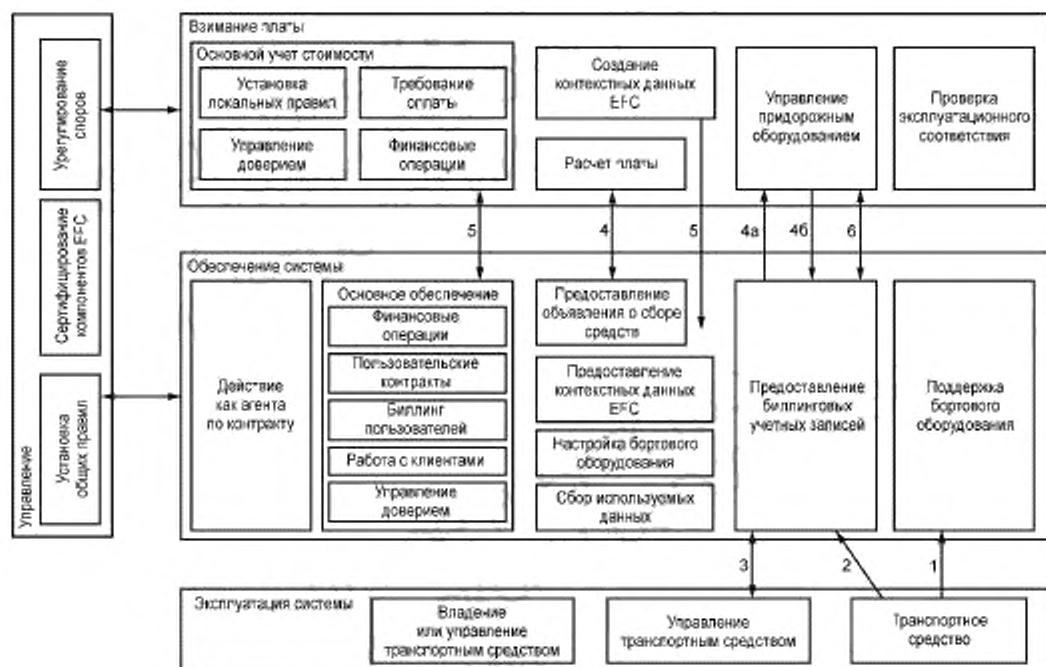 Взимание платы
Основной учет стоимости
Установка
локальных правил
Требование
оплаты
Управление
доверием
Финансовые
операции
Создание
контекстных данных
EFC
Расчет платы
Управление
придорожным
оборудованием
Проверка
эксплуатационного
соответствия
Управление
Урегулирование
споров
Сертифицирование
компонентов EFC
Установка
общих правил
5
4
5
4а
4б
6
Обеспечение системы
Действие
как агента
по контракту
Основное обеспечение
Финансовые
операции
Пользовательские
контракты
Биллинг
пользователей
Работа с клиентами
Управление
доверием
Предоставление
объявления о сборе
средств
Предоставление
контекстных данных
EFC
Настройка бортового
оборудования
Сбор используемых
данных
Предоставление
биллинговых
учетных записей
Поддержка
бортового
оборудования
3
2
1
Эксплуатация системы
Владение
или управление
транспортным средством
Управление
транспортным средством
Транспортное
средство